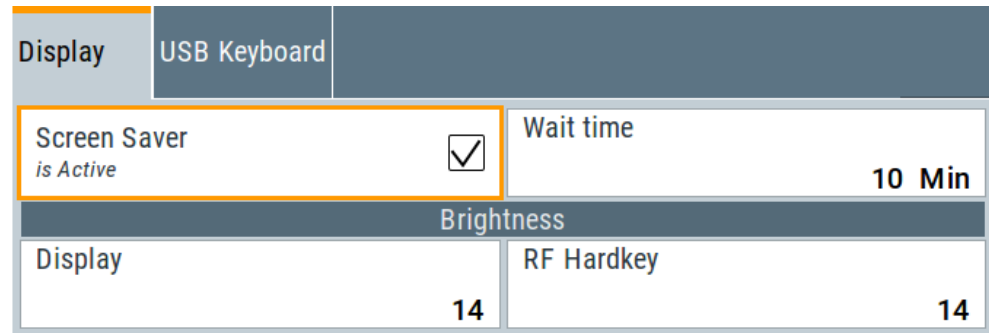 Display USB Keyboard
Screen Saver
is Active
Wait time
10 Min
Brightness
Display
14
RF Hardkey
14